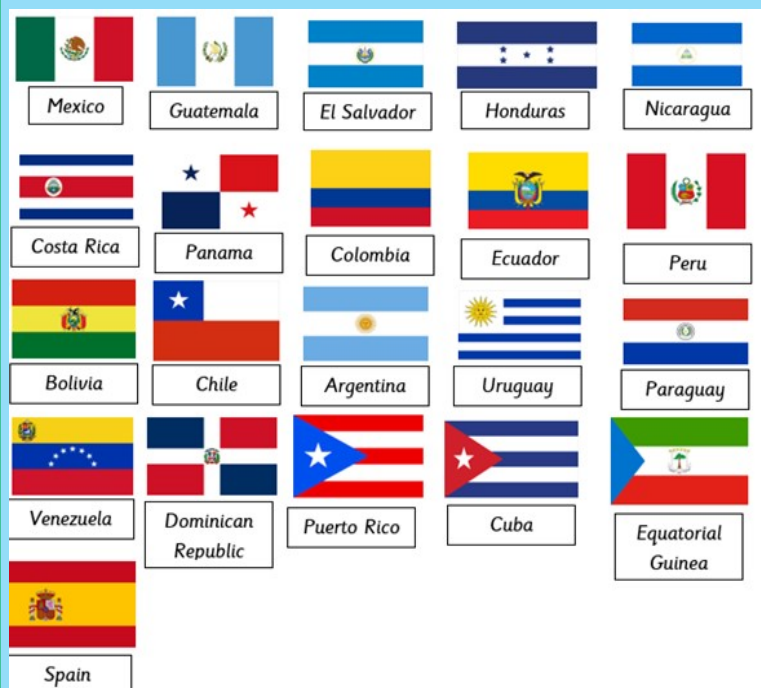 Mexico
Guatemala
El Salvador
Honduras
Nicaragua
Costa Rica
Panama
Colombia
Ecuador
Peru
Bolivia
Chile
Argentina
Uruguay
Paraguay
Venezuela
Dominican
Republic
Puerto Rico
Cuba
Equatorial
Guinea
Spain